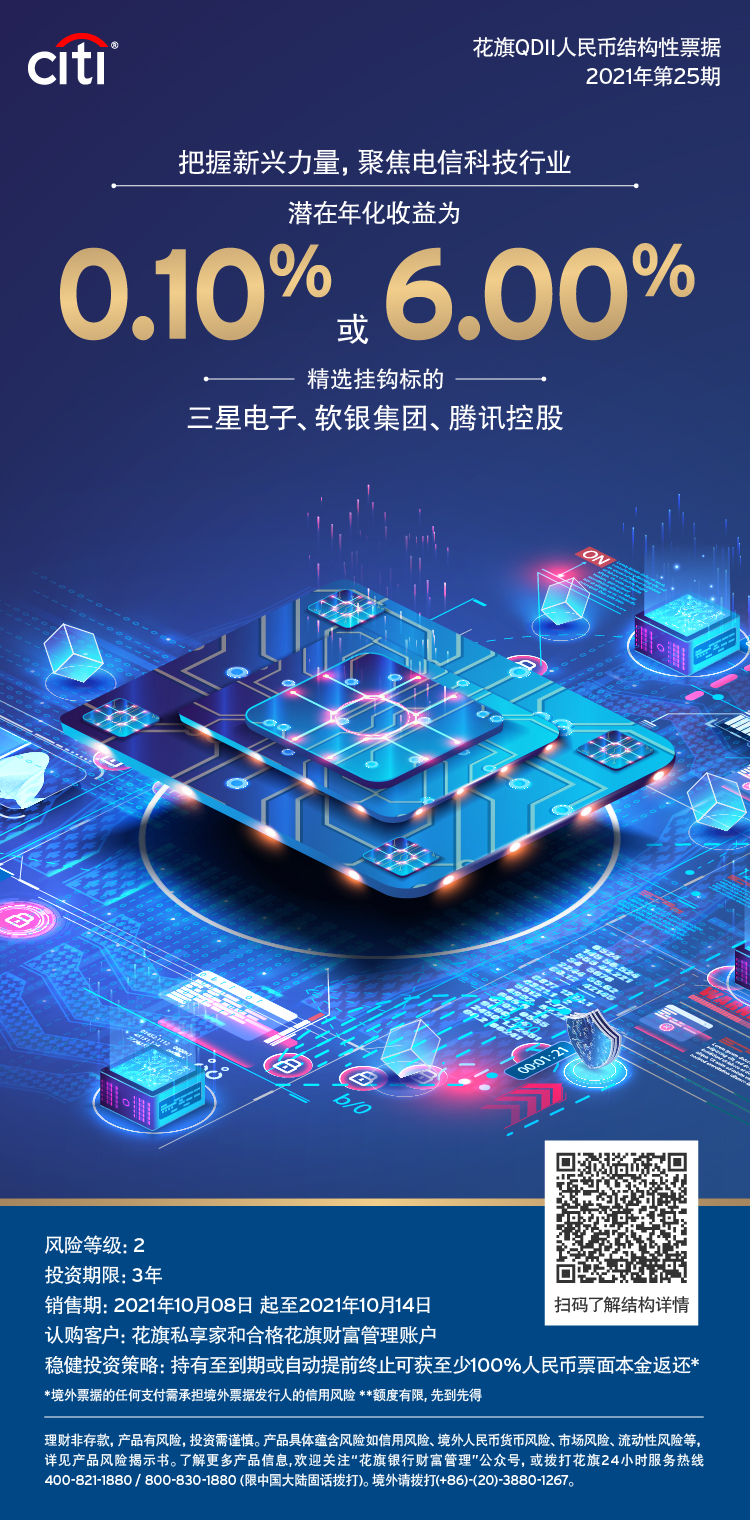 citi®
花旗QDII人民币结构性票据
2021年第25期
把握新兴力量，聚焦电信科技行业
潜在年化收益为
0.10% 或 6.00%
精选挂钩标的
三星电子、软银集团、腾讯控股
ON
00:01:21
b/0
扫码了解结构详情
风险等级：2
投资期限：3年
销售期：2021年10月08日 起至2021年10月14日
认购客户：花旗私享家和合格花旗财富管理账户
稳健投资策略：持有至到期或自动提前终止可获至少100%人民币票面本金返还*
*境外票据的任何支付需承担境外票据发行人的信用风险 **额度有限，先到先得
理财非存款，产品有风险，投资需谨慎。产品具体蕴含风险如信用风险、境外人民币货币风险、市场风险、流动性风险等，
详见产品风险揭示书。了解更多产品信息，欢迎关注“花旗银行财富管理”公众号，或拨打花旗24小时服务热线
400-821-1880 / 800-830-1880 (限中国大陆固话拨打)。境外请拨打(+86)-(20)-3880-1267。